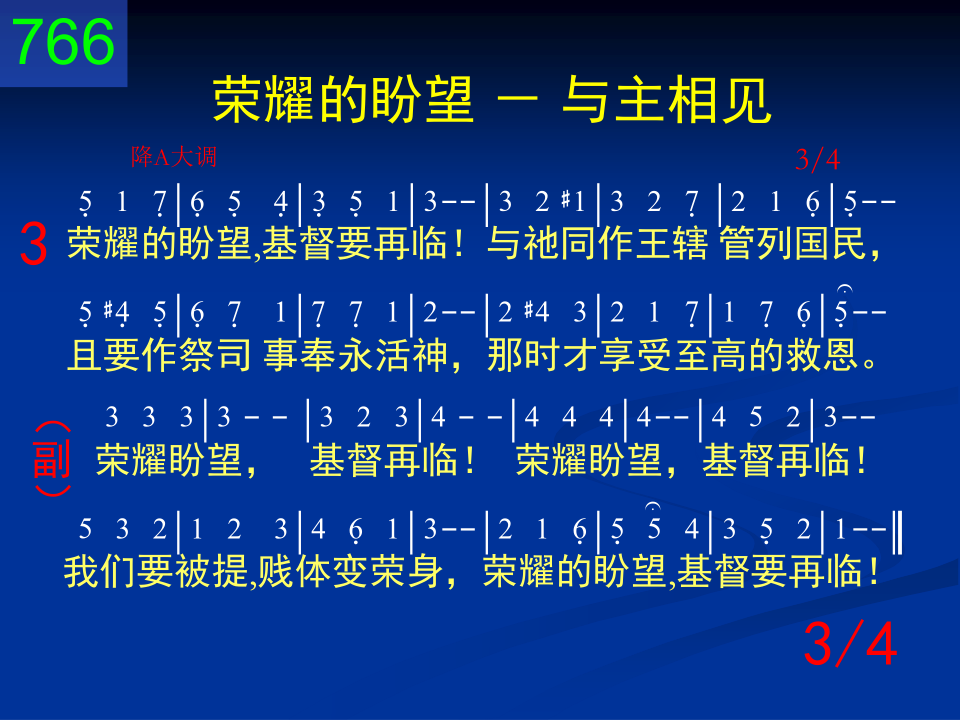 766
荣耀的盼望 － 与主相见
降A大调 3/4
5̣ 1 7̣|6̣ 5̣ 4̣|3̣ 5̣ 1|3--|3 2 #1|3 2 7̣|2 1 6̣|5̣--
3 荣耀的盼望,基督要再临！与祂同作王辖 管列国民，
5̣ #4̣ 5̣|6̣ 7̣ 1|7̣ 7̣ 1|2--|2 #4 3|2 1 7̣|1 7̣ 6̣|5̣--
且要作祭司 事奉永活神，那时才享受至高的救恩。
3 3 3|3 - -|3 2 3|4 - -|4 4 4|4--|4 5 2|3--
（副） 荣耀盼望， 基督再临！ 荣耀盼望，基督再临！
5 3 2|1 2 3|4 6̣ 1|3--|2 1 6̣|5̣ 5̣ 4|3 5̣ 2|1--‖
我们要被提,贱体变荣身，荣耀的盼望,基督要再临！
3/4